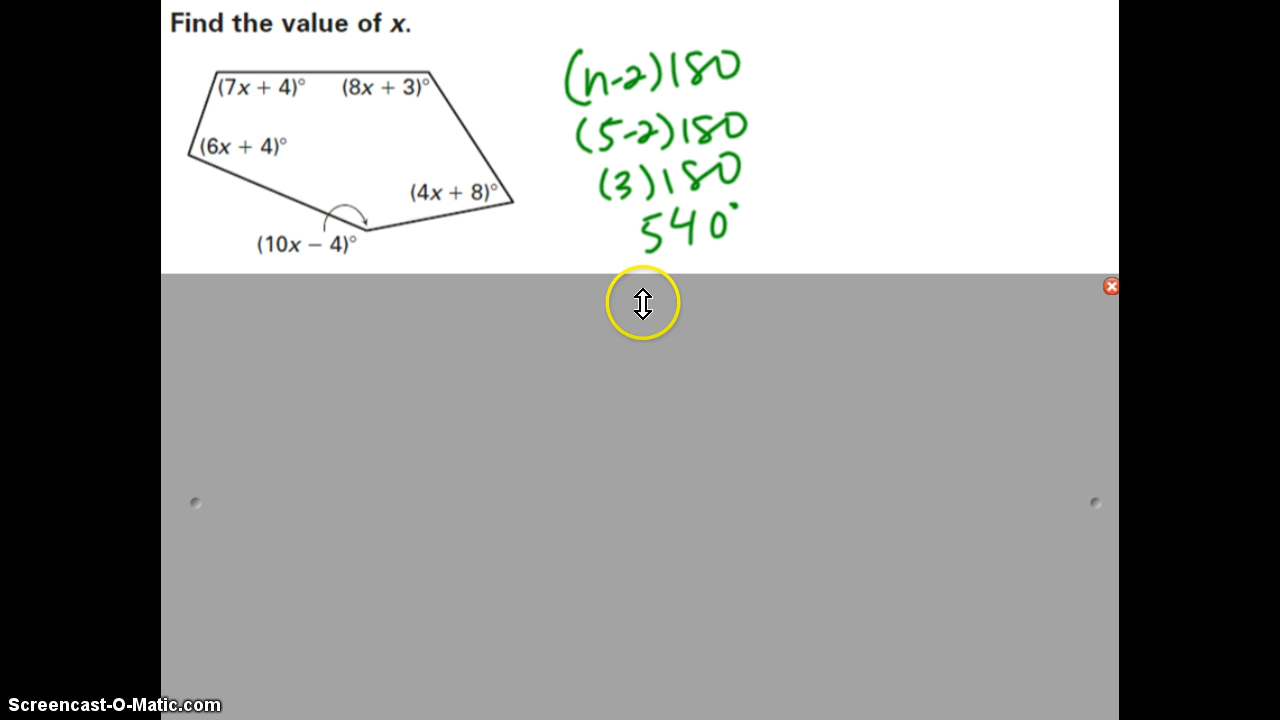 Find the value of x.
(7x + 4)° (8x + 3)°
(6x + 4)°
(4x + 8)°
(10x − 4)°
(n-2)180
(5-2)180
(3)180
540°
Screencast-O-Matic.com